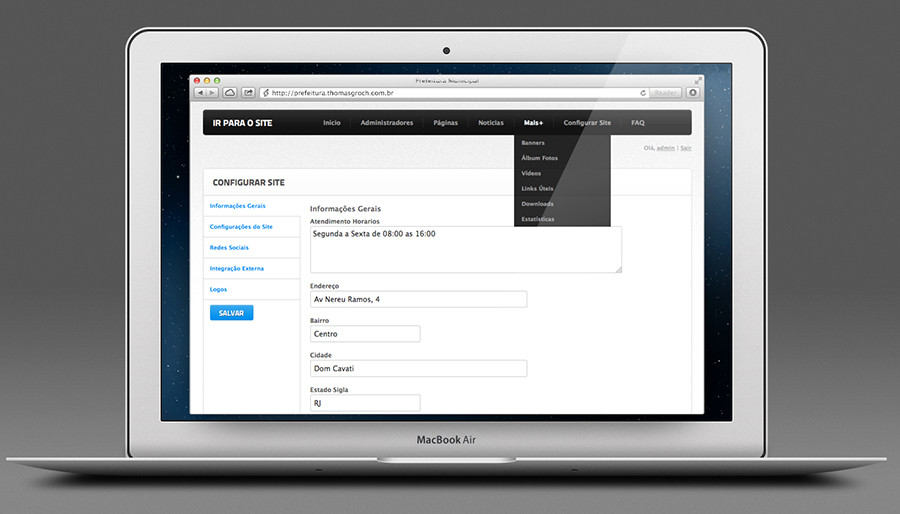 Prefeitura Municipal
http://prefeitura.thomasgroch.com.br
Reader
IR PARA O SITE
Inicio
Administradores
Páginas
Noticias
Mais+
Configurar Site
FAQ
Banners
Álbum Fotos
Videos
Links Úteis
Downloads
Estatísticas
Olá, admin | Sair
CONFIGURAR SITE
Informações Gerais
Configurações do Site
Redes Sociais
Integração Externa
Logos
SALVAR
Informações Gerais
Atendimento Horarios
Segunda a Sexta de 08:00 as 16:00
Endereço
Av Nereu Ramos, 4
Bairro
Centro
Cidade
Dom Cavati
Estado Sigla
RJ
MacBook Air